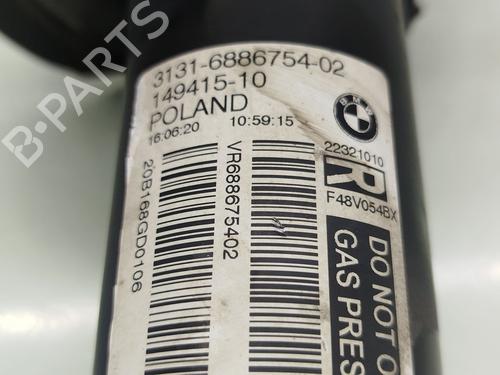 3131-6886754-02
149415-10
POLAND
16:06:20 10:59:15
BMW
22321010
R
F48V054BX
VR688675402
20B168GD0106
DO NOT O
GAS PRES
B-PARTS